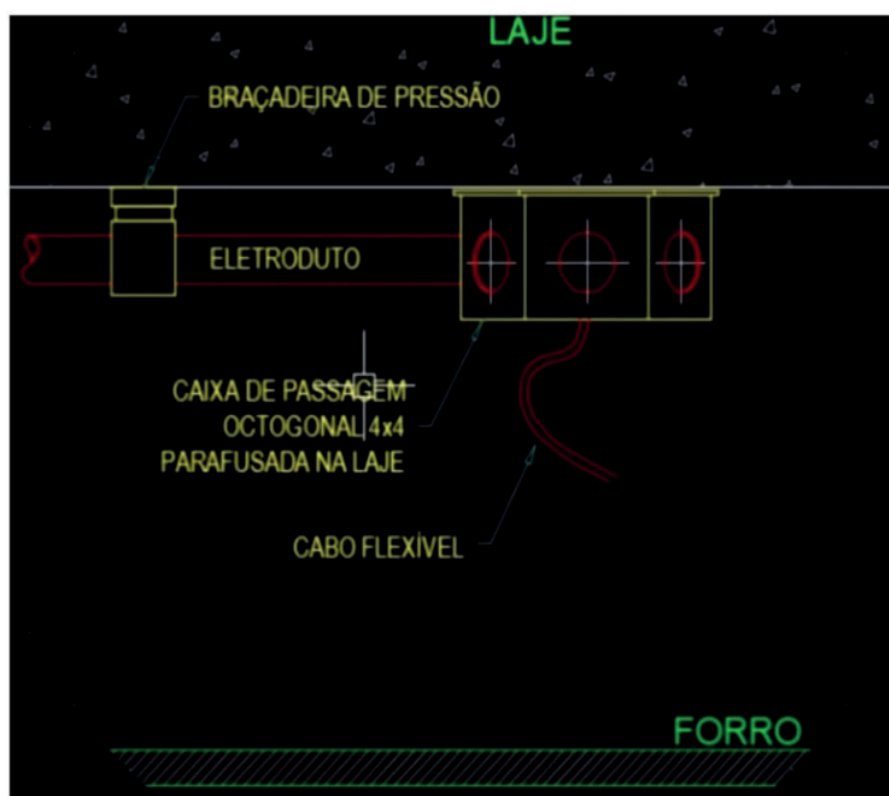 LAJE
BRAÇADEIRA DE PRESSÃO
ELETRODUTO
CAIXA DE PASSAGEM
OCTOGONAL 4x4
PARAFUSADA NA LAJE
CABO FLEXÍVEL
FORRO